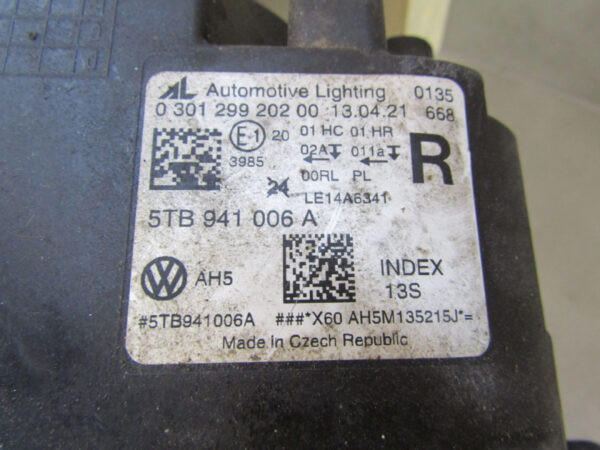 AL Automotive Lighting 0135
0 301 299 202 00 13.04.21 668
E1 20 01 HC 01 HR
3985 02A 011a R
00RL PL
24 LE14A6341
5TB 941 006 A
VW AH5 INDEX
13S
#5TB941006A ###*X60 AH5M135215J*=
Made In Czech Republic